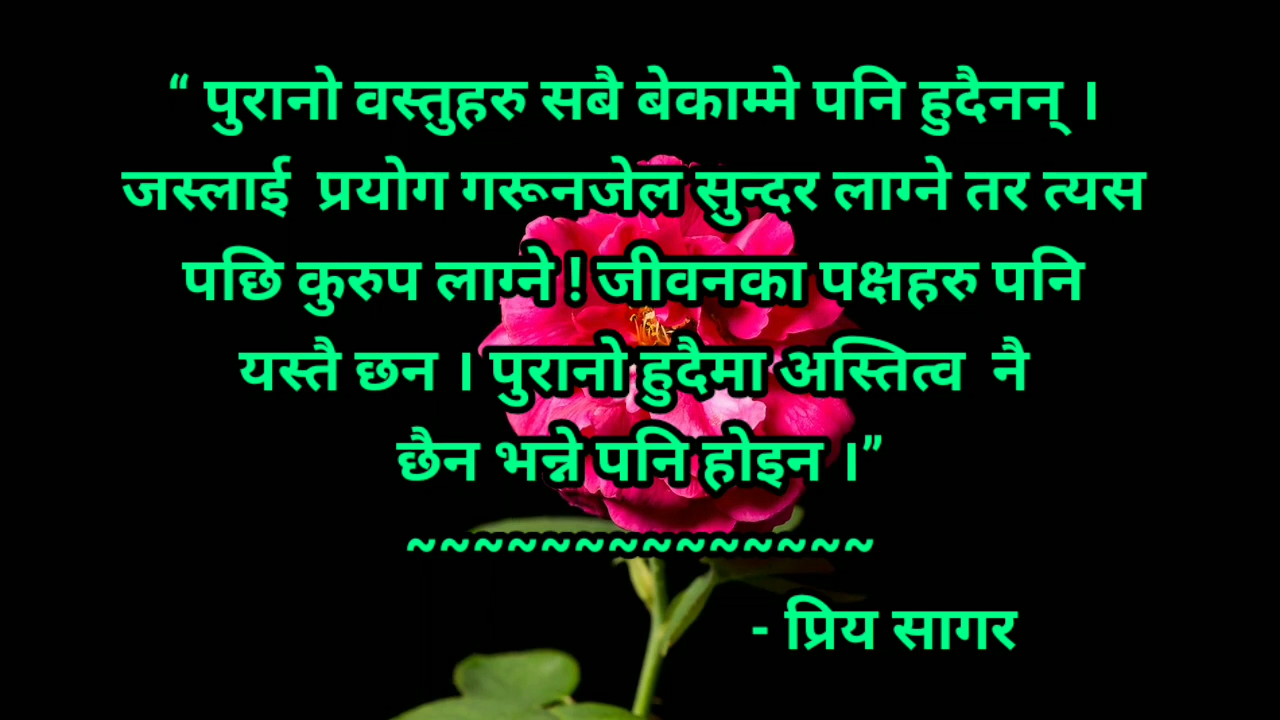 “ पुरानो वस्तुहरु सबै बेकाम्मे पनि हुदैनन् ।
जस्लाई  प्रयोग गरूनजेल सुन्दर लाग्ने तर त्यस
पछि कुरुप लाग्ने ! जीवनका पक्षहरु पनि
यस्तै छन । पुरानो हुदैमा अस्तित्व  नै
छैन भन्ने पनि होइन ।”
~~~~~~~~~~~~~~
- प्रिय सागर